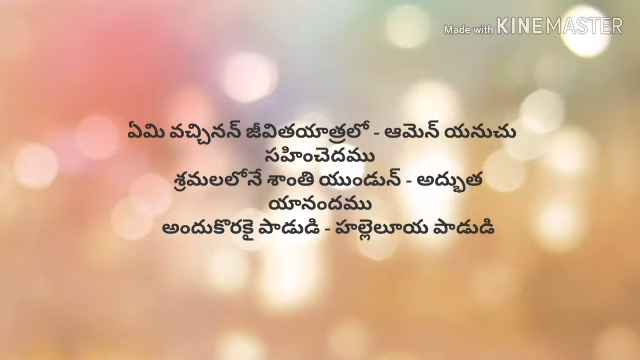 Made with KINEMASTER
ఏమి వచ్చినన్ జీవితయాత్రలో - ఆమెన్ యనుచు
సహించెదము
శ్రమలలోనే శాంతి యుండున్ - అద్భుత
యానందము
అందుకొరకై పాడుడి - హల్లెలూయ పాడుడి